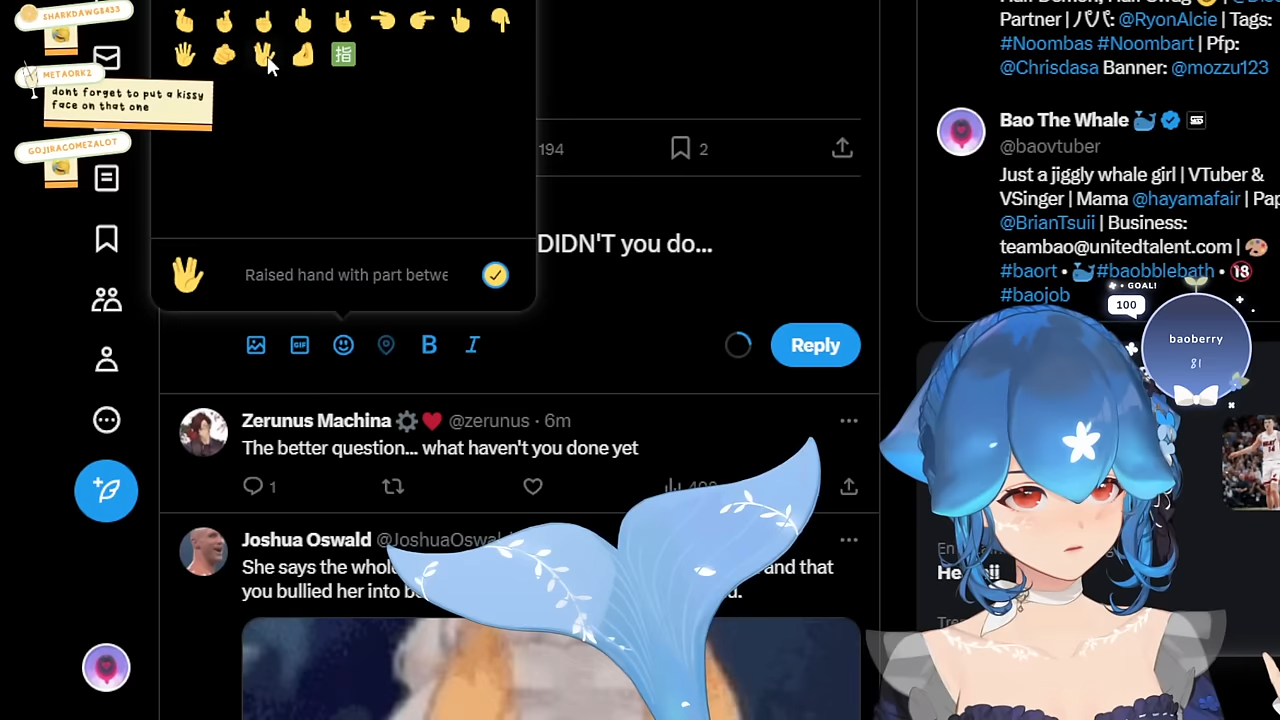 SHARKDAWGS433
METAORKZ
dont forget to put a kissy
face on that one
GOJIRAGOMEZALOT
指
Raised hand with part betwe
194
2
DIDN'T you do...
Reply
Zerunus Machina @zerunus · 6m
The better question... what haven't you done yet
1
Joshua Oswald
She says the whol
and that
you bullied her into b
Partner | パパ: @RyonAlcie | Tags:
#Noombas #Noombart | Pfp:
@Chrisdasa Banner: @mozzu123
Bao The Whale
@baovtuber
Just a jiggly whale girl | VTuber &
VSinger | Mama @hayamafair | Pap
@BrianTsuii | Business:
teambao@unitedtalent.com |
#baort • #baobblebath • 18
#baojob
GOAL!
100
baoberry
81